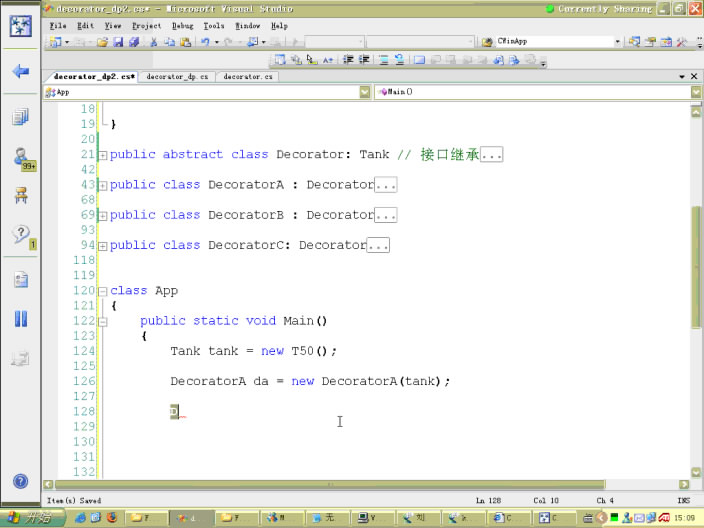 decorator_dp2.cs* - Microsoft Visual Studio
Currently Sharing
File Edit View Project Debug Tools Window Help
CWinApp
decorator_dp2.cs* decorator_dp.cs decorator.cs
App
Main()
18
19 }
20
21 public abstract class Decorator: Tank // 接口继承...
42
43 public class DecoratorA : Decorator...
68
69 public class DecoratorB : Decorator...
93
94 public class DecoratorC: Decorator...
118
119
120 class App
121 {
122 public static void Main()
123 {
124 Tank tank = new T50();
125
126 DecoratorA da = new DecoratorA(tank);
127
128
129
130
131
132
99+
1
Item(s) Saved
Ln 128 Col 10 Ch 4 INS
开始
15:09